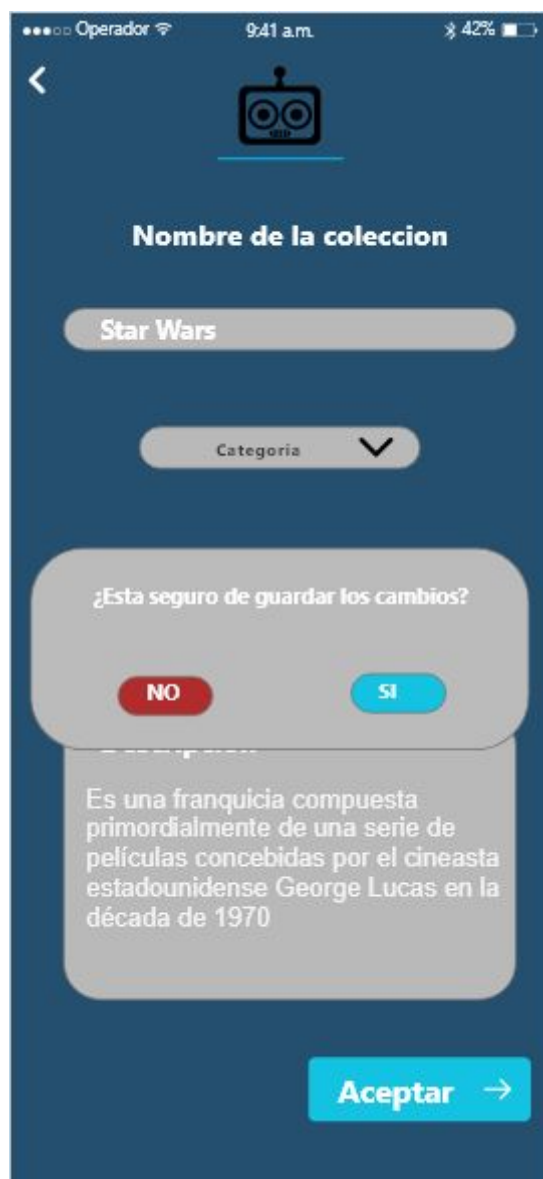 Operador 9:41 a.m. 42%
Nombre de la coleccion
Star Wars
Categoria
¿Esta seguro de guardar los cambios?
NO SI
Es una franquicia compuesta
primordialmente de una serie de
películas concebidas por el cineasta
estadounidense George Lucas en la
década de 1970
Aceptar